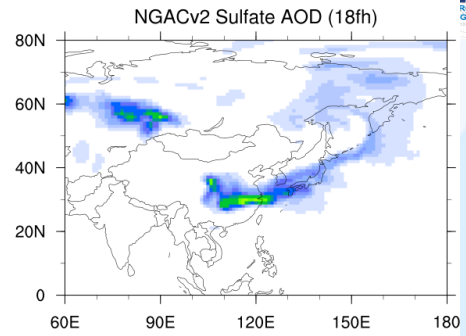 NGACv2 Sulfate AOD (18fh)
80N
60N
40N
20N
0
60E
90E
120E
150E
180